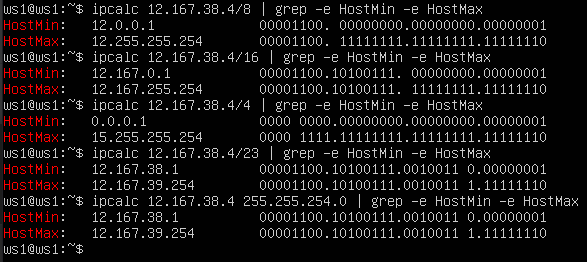 ws1@ws1:~$ ipcalc 12.167.38.4/8 | grep -e HostMin -e HostMax
HostMin:   12.0.0.1             00001100. 00000000.00000000.00000001
HostMax:   12.255.255.254       00001100. 11111111.11111111.11111110
ws1@ws1:~$ ipcalc 12.167.38.4/16 | grep -e HostMin -e HostMax
HostMin:   12.167.0.1           00001100.10100111. 00000000.00000001
HostMax:   12.167.255.254       00001100.10100111. 11111111.11111110
ws1@ws1:~$ ipcalc 12.167.38.4/4 | grep -e HostMin -e HostMax
HostMin:   0.0.0.1              0000 0000.00000000.00000000.00000001
HostMax:   15.255.255.254       0000 1111.11111111.11111111.11111110
ws1@ws1:~$ ipcalc 12.167.38.4/23 | grep -e HostMin -e HostMax
HostMin:   12.167.38.1          00001100.10100111.0010011 0.00000001
HostMax:   12.167.39.254        00001100.10100111.0010011 1.11111110
ws1@ws1:~$ ipcalc 12.167.38.4 255.255.254.0 | grep -e HostMin -e HostMax
HostMin:   12.167.38.1          00001100.10100111.0010011 0.00000001
HostMax:   12.167.39.254        00001100.10100111.0010011 1.11111110
ws1@ws1:~$